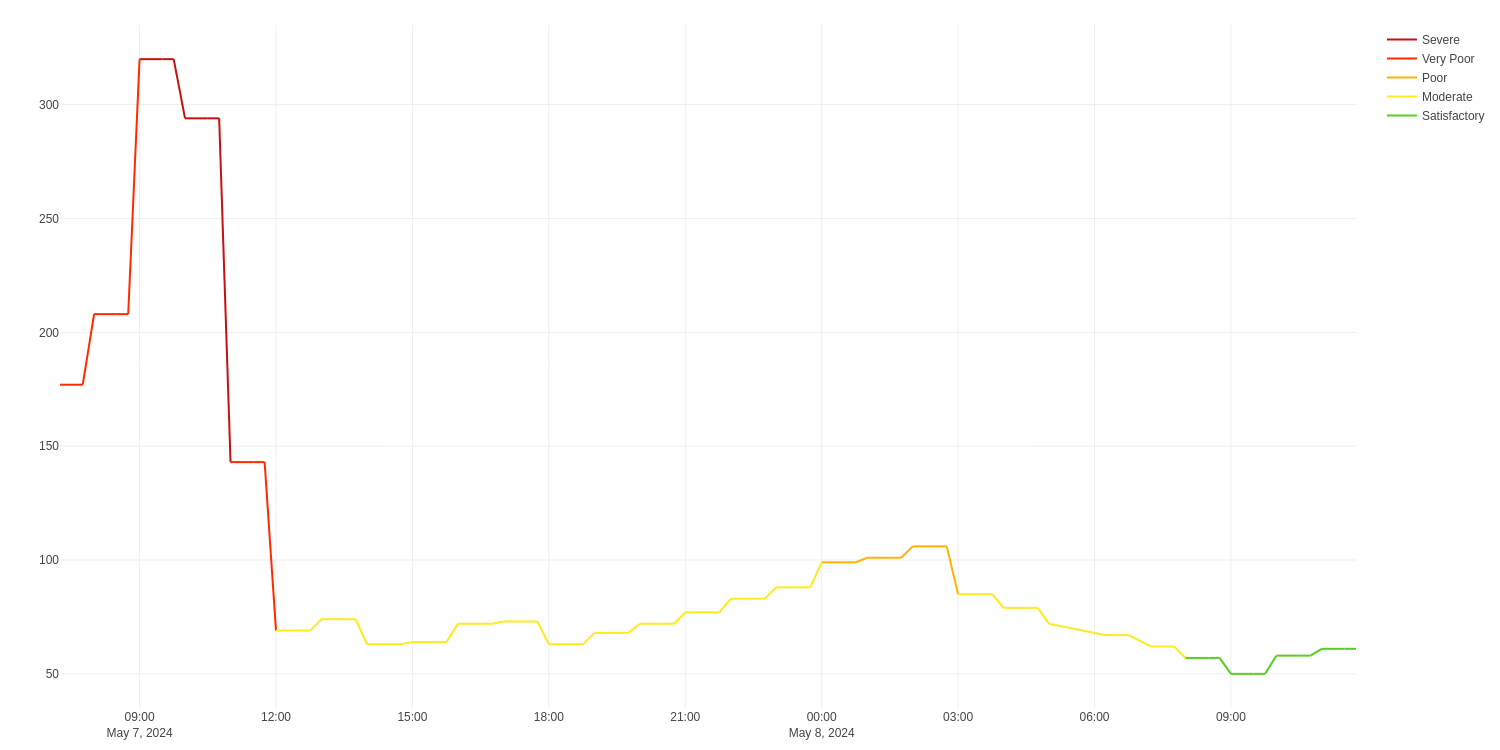 Severe
Very Poor
Poor
Moderate
Satisfactory
300
250
200
150
100
50
09:00
12:00
15:00
18:00
21:00
00:00
03:00
06:00
09:00
May 7, 2024
May 8, 2024